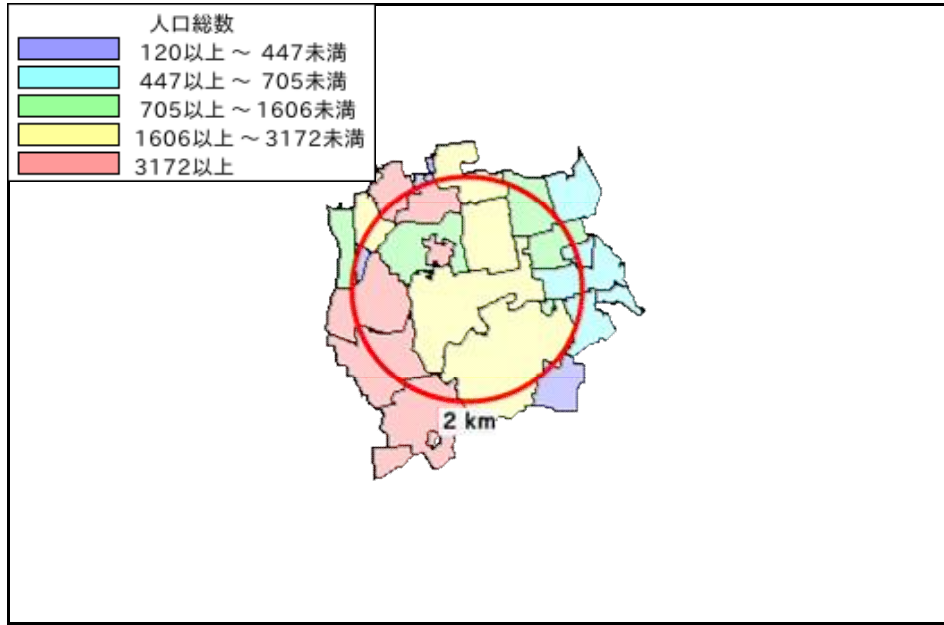 人口総数
120以上 ~ 447未満
447以上 ~ 705未満
705以上 ~ 1606未満
1606以上 ~ 3172未満
3172以上
2 km